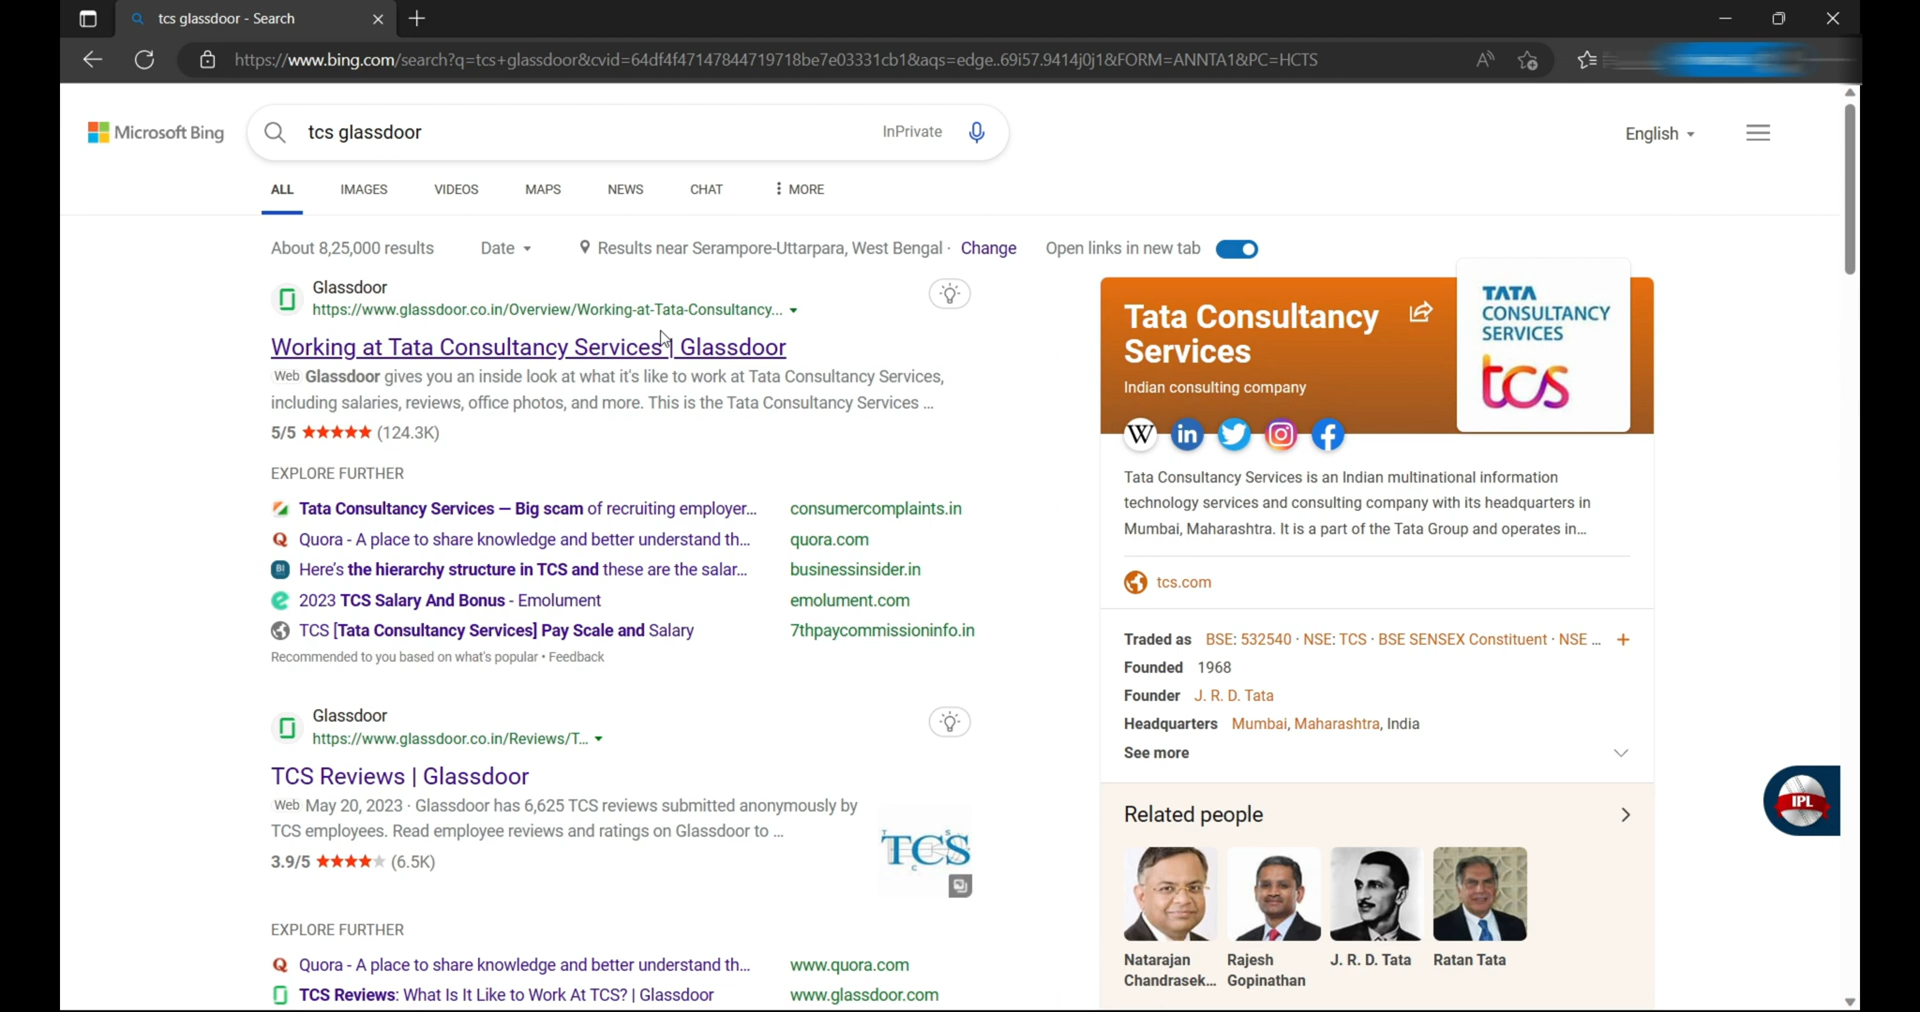 tcs glassdoor - Search
https://www.bing.com/search?q=tcs+glassdoor&cvid=64df4f47147844719718be7e03331cb1&aqs=edge..69i57.9414j0j1&FORM=ANNTA1&PC=HCTS
Microsoft Bing
tcs glassdoor
InPrivate
English
ALL IMAGES VIDEOS MAPS NEWS CHAT MORE
About 8,25,000 results Date Results near Serampore-Uttarpara, West Bengal · Change Open links in new tab
Glassdoor
https://www.glassdoor.co.in/Overview/Working-at-Tata-Consultancy...
Working at Tata Consultancy Services | Glassdoor
Web Glassdoor gives you an inside look at what it's like to work at Tata Consultancy Services,
including salaries, reviews, office photos, and more. This is the Tata Consultancy Services ...
5/5 (124.3K)
EXPLORE FURTHER
Tata Consultancy Services — Big scam of recruiting employer... consumercomplaints.in
Quora - A place to share knowledge and better understand th... quora.com
BI Here's the hierarchy structure in TCS and these are the salar... businessinsider.in
2023 TCS Salary And Bonus - Emolument emolument.com
TCS [Tata Consultancy Services] Pay Scale and Salary 7thpaycommissioninfo.in
Recommended to you based on what's popular • Feedback
Glassdoor
https://www.glassdoor.co.in/Reviews/T...
TCS Reviews | Glassdoor
Web May 20, 2023 · Glassdoor has 6,625 TCS reviews submitted anonymously by
TCS employees. Read employee reviews and ratings on Glassdoor to ...
3.9/5 (6.5K)
TCS
EXPLORE FURTHER
Quora - A place to share knowledge and better understand th... www.quora.com
TCS Reviews: What Is It Like to Work At TCS? | Glassdoor www.glassdoor.com
Tata Consultancy
Services
Indian consulting company
TATA
CONSULTANCY
SERVICES
tcs
W in
Tata Consultancy Services is an Indian multinational information
technology services and consulting company with its headquarters in
Mumbai, Maharashtra. It is a part of the Tata Group and operates in...
tcs.com
Traded as BSE: 532540 · NSE: TCS · BSE SENSEX Constituent · NSE ...
Founded 1968
Founder J. R. D. Tata
Headquarters Mumbai, Maharashtra, India
See more
IPL
Related people
Natarajan
Chandrasek...
Rajesh
Gopinathan
J. R. D. Tata
Ratan Tata